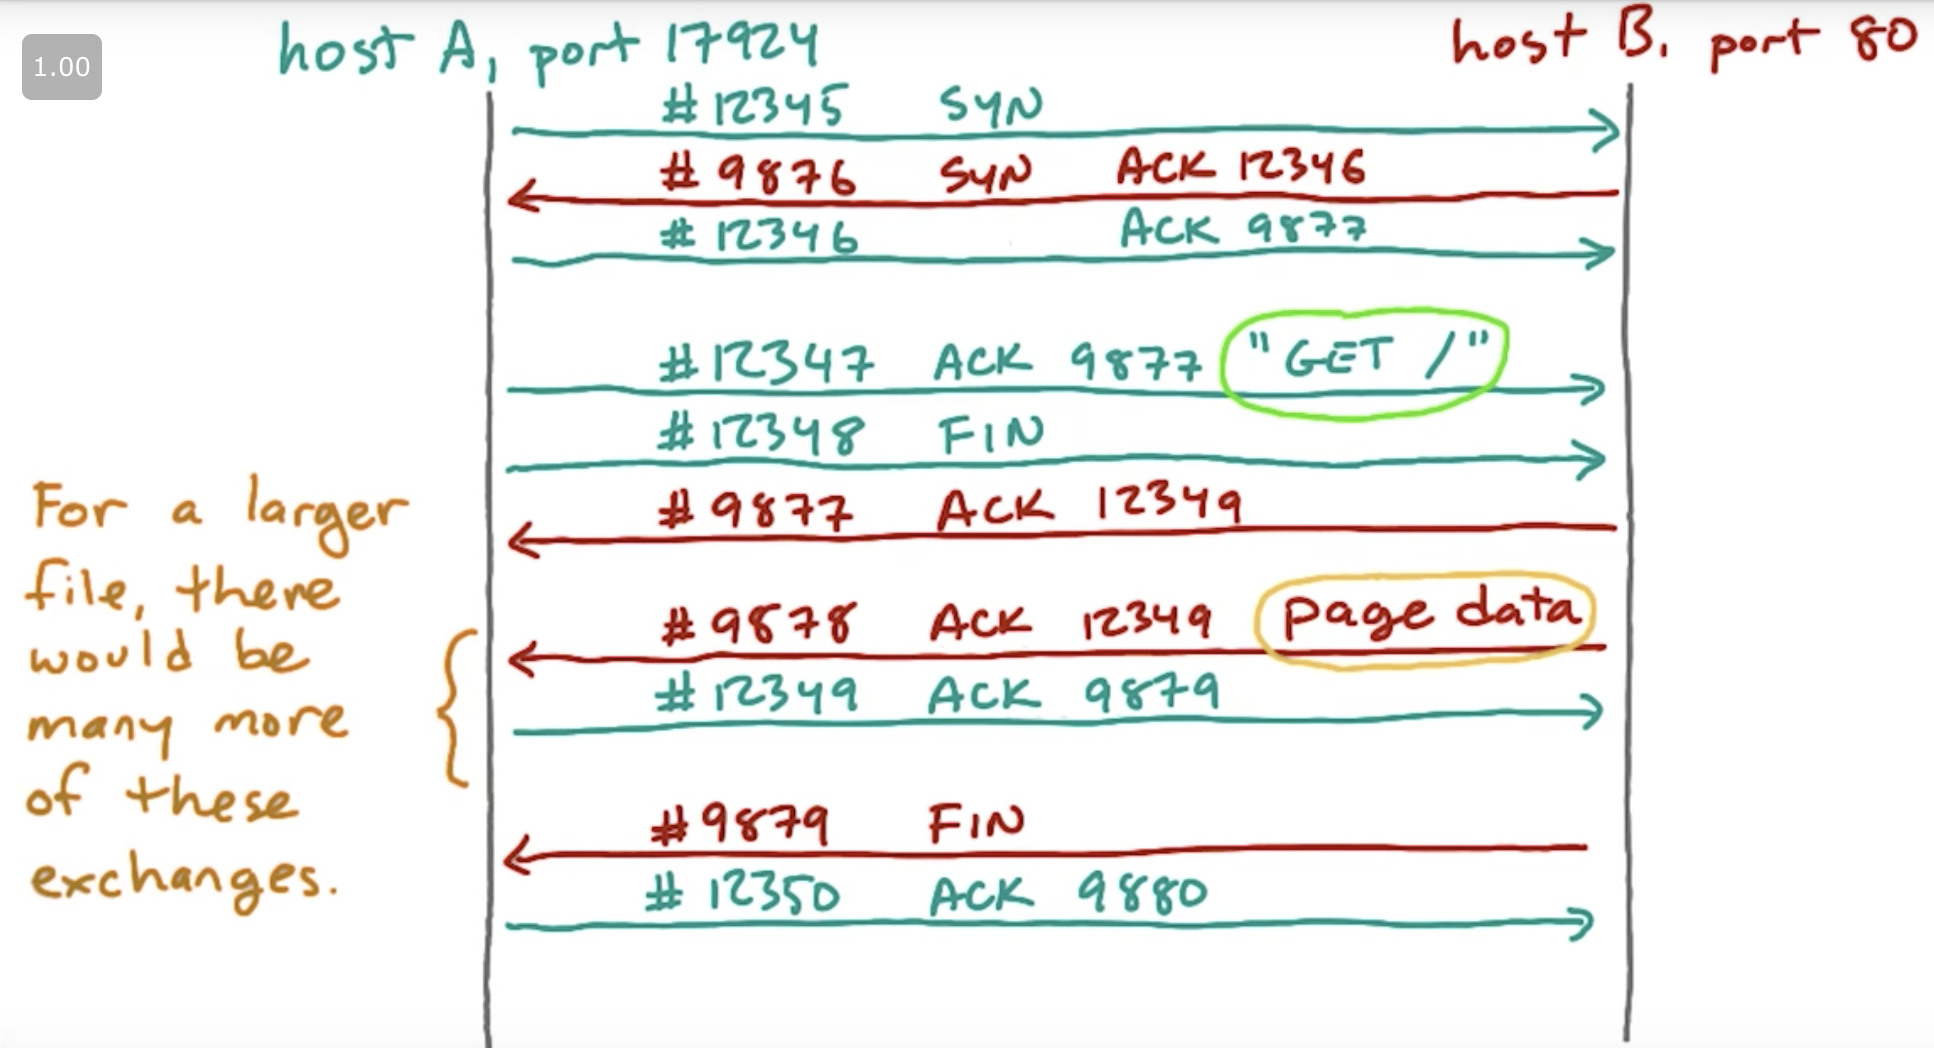 1.00
host A, port 17924
host B, port 80
#12345 SYN
#9876 SYN ACK 12346
#12346 ACK 9877
#12347 ACK 9877 "GET /"
#12348 FIN
#9877 ACK 12349
#9878 ACK 12349 page data
#12349 ACK 9879
#9879 FIN
#12350 ACK 9880
For a larger
file, there
would be
many more
of these
exchanges.